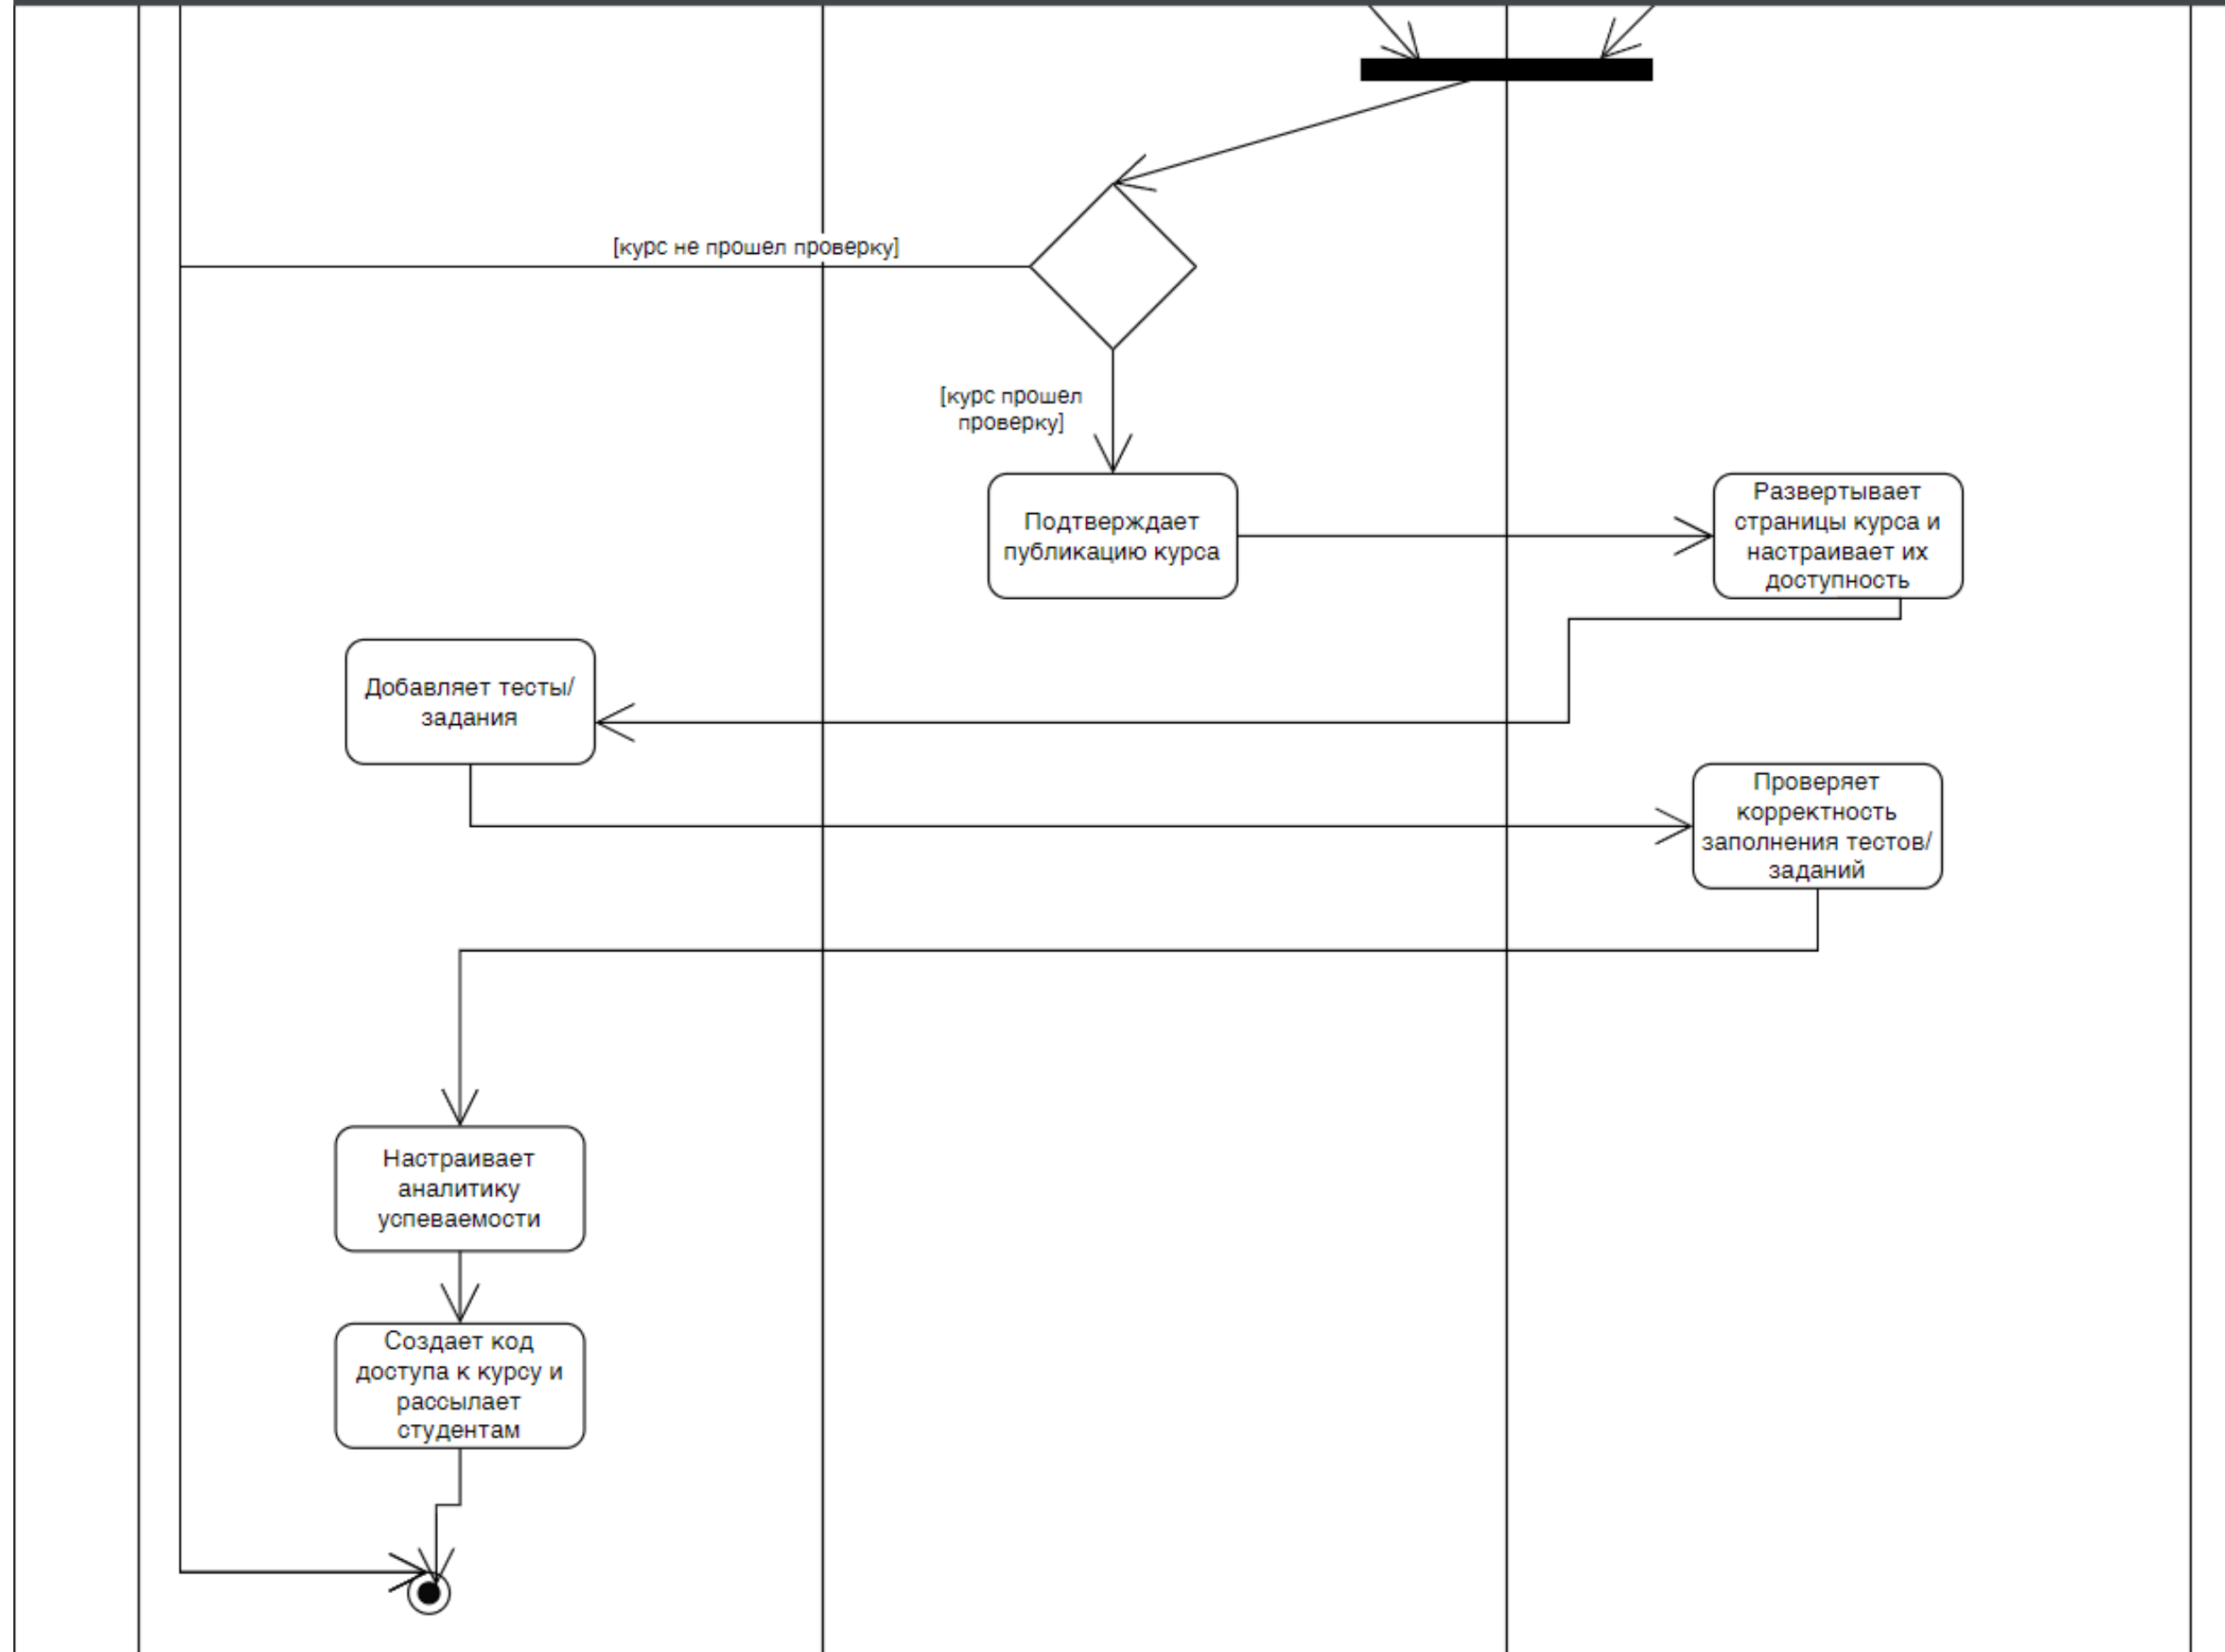 [курс не прошел проверку]
[курс прошел
проверку]
Подтверждает
публикацию курса
Развертывает
страницы курса и
настраивает их
доступность
Добавляет тесты/
задания
Проверяет
корректность
заполнения тестов/
заданий
Настраивает
аналитику
успеваемости
Создает код
доступа к курсу и
рассылает
студентам